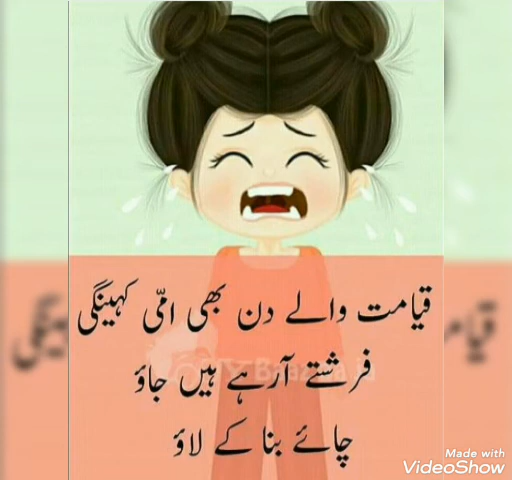 قیامت والے دن بھی امّی کہینگی
فرشتے آرہے ہیں جاؤ
چائے بنا کے لاؤ
Made with
VideoShow